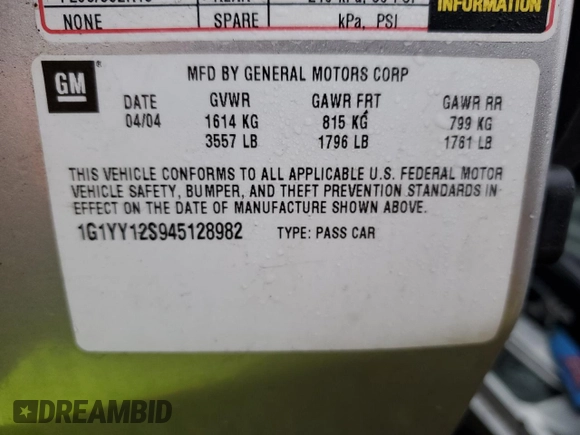 NONE SPARE kPa, PSI
INFORMATION
GM MFD BY GENERAL MOTORS CORP
DATE GVWR GAWR FRT GAWR RR
04/04 1614 KG 815 KG 799 KG
3557 LB 1796 LB 1761 LB
THIS VEHICLE CONFORMS TO ALL APPLICABLE U.S. FEDERAL MOTOR
VEHICLE SAFETY, BUMPER, AND THEFT PREVENTION STANDARDS IN
EFFECT ON THE DATE OF MANUFACTURE SHOWN ABOVE.
1G1YY12S945128982 TYPE: PASS CAR
DREAMBID